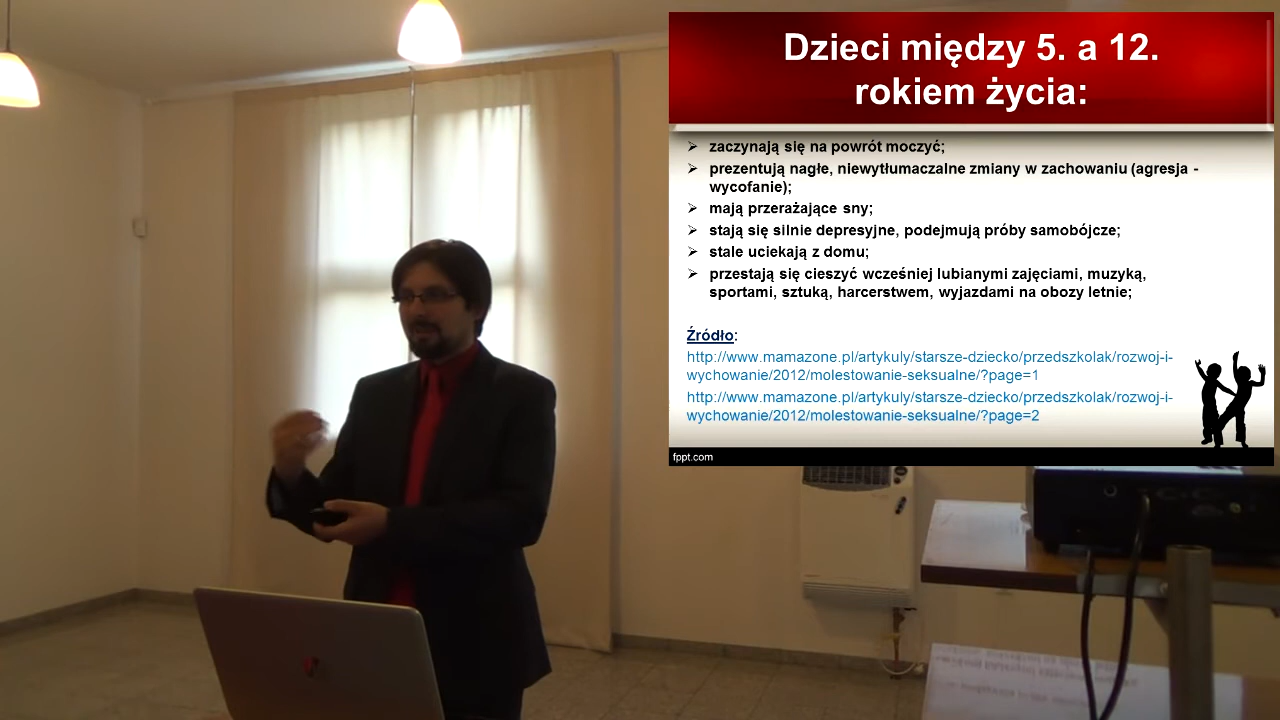 Dzieci między 5. a 12.
rokiem życia:
zaczynają się na powrót moczyć;
prezentują nagłe, niewytłumaczalne zmiany w zachowaniu (agresja -
wycofanie);
mają przerażające sny;
stają się silnie depresyjne, podejmują próby samobójcze;
stale uciekają z domu;
przestają się cieszyć wcześniej lubianymi zajęciami, muzyką,
sportami, sztuką, harcerstwem, wyjazdami na obozy letnie;
Źródło:
http://www.mamazone.pl/artykuly/starsze-dziecko/przedszkolak/rozwoj-i-
wychowanie/2012/molestowanie-seksualne/?page=1
http://www.mamazone.pl/artykuly/starsze-dziecko/przedszkolak/rozwoj-i-
wychowanie/2012/molestowanie-seksualne/?page=2
fppt.com